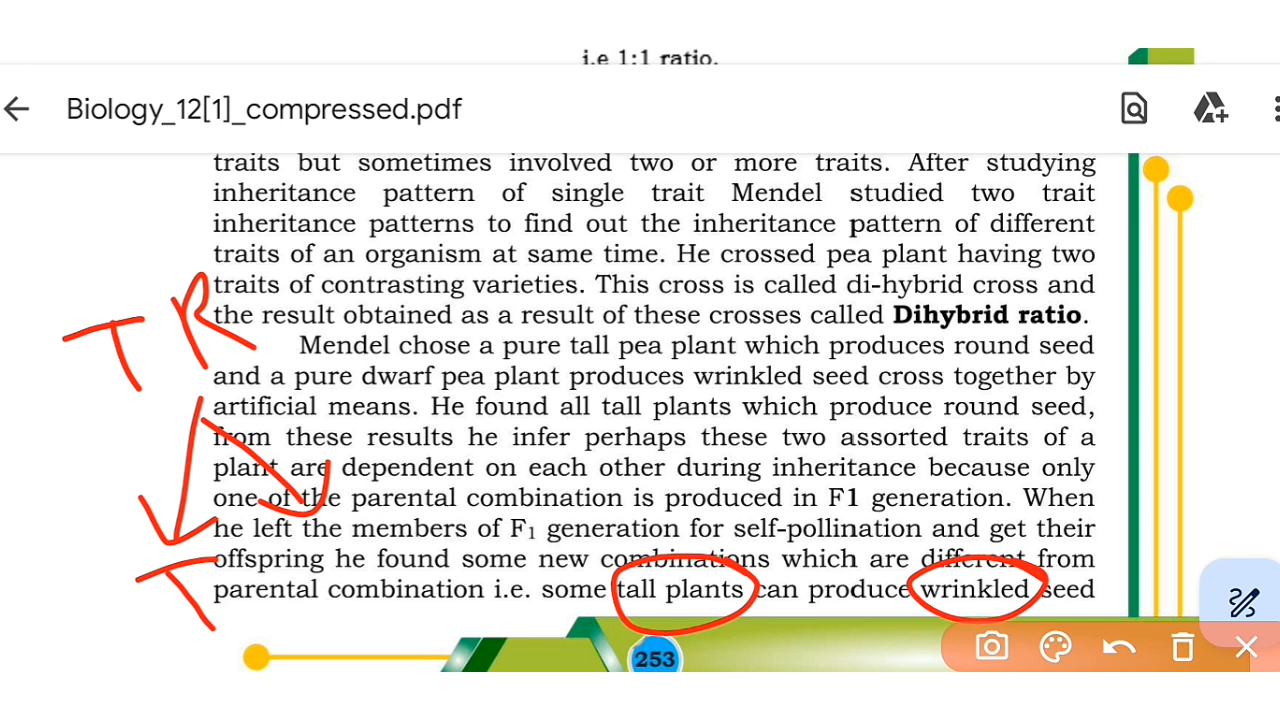 i.e 1:1 ratio.
Biology_12[1]_compressed.pdf
traits but sometimes involved two or more traits. After studying
inheritance pattern of single trait Mendel studied two trait
inheritance patterns to find out the inheritance pattern of different
traits of an organism at same time. He crossed pea plant having two
traits of contrasting varieties. This cross is called di-hybrid cross and
the result obtained as a result of these crosses called Dihybrid ratio.
T R
Mendel chose a pure tall pea plant which produces round seed
and a pure dwarf pea plant produces wrinkled seed cross together by
artificial means. He found all tall plants which produce round seed,
from these results he infer perhaps these two assorted traits of a
plant are dependent on each other during inheritance because only
one of the parental combination is produced in F1 generation. When
he left the members of F₁ generation for self-pollination and get their
offspring he found some new combinations which are different from
T
parental combination i.e. some tall plants can produce wrinkled seed
253